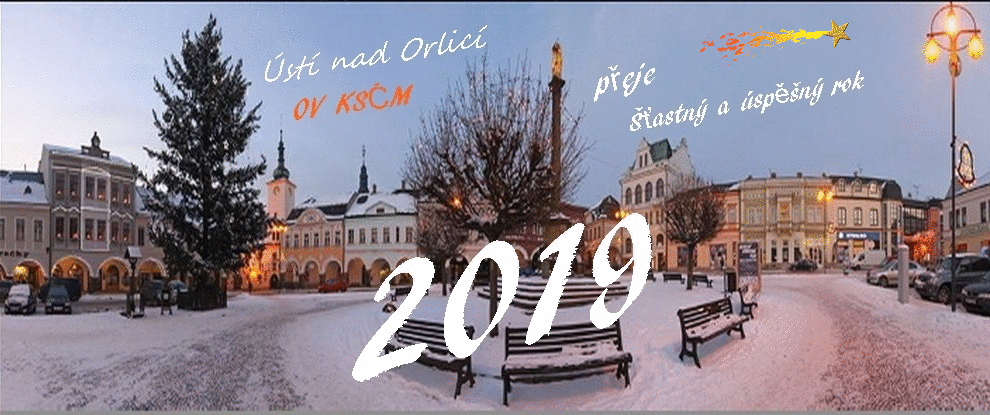 Ústí nad Orlicí
OV KSČM
přeje
šťastný a úspěšný rok
2019